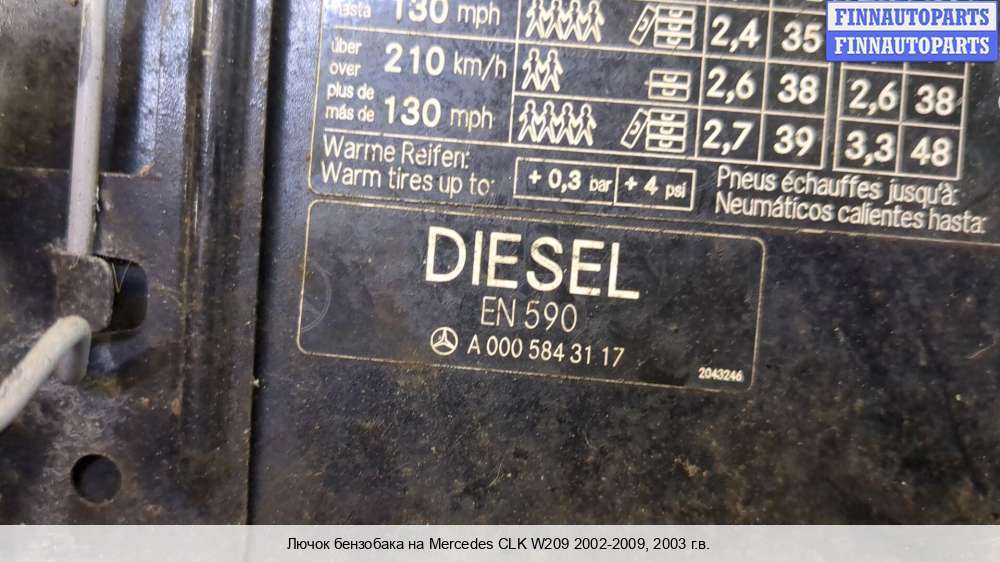 hasta 130 mph
2,4 35
FINNAUTOPARTS
FINNAUTOPARTS
über
over 210 km/h
2,6 38 2,6 38
plus de
más de 130 mph
2,7 39 3,3 48
Warme Reifen:
Warm tires up to:
+ 0,3 bar + 4 psi
Pneus échauffes jusqu'à:
Neumáticos calientes hasta:
DIESEL
EN 590
A 000 584 31 17
2043246
Лючок бензобака на Mercedes CLK W209 2002-2009, 2003 г.в.